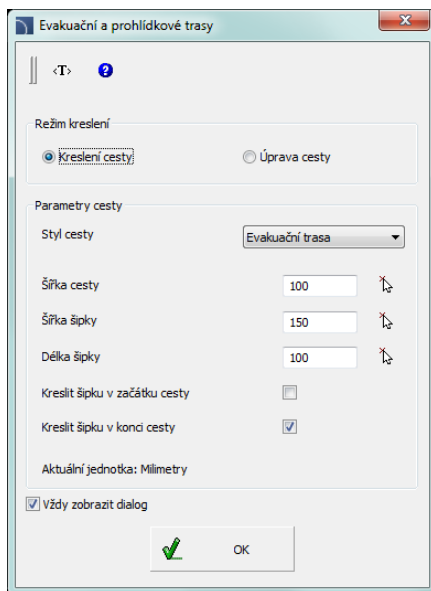 Evakuační a prohlídkové trasy
<T>
Režim kreslení
Kreslení cesty
Úprava cesty
Parametry cesty
Styl cesty
Evakuační trasa
Šířka cesty
100
Šířka šipky
150
Délka šipky
100
Kreslit šipku v začátku cesty
Kreslit šipku v konci cesty
Aktuální jednotka: Milimetry
Vždy zobrazit dialog
OK